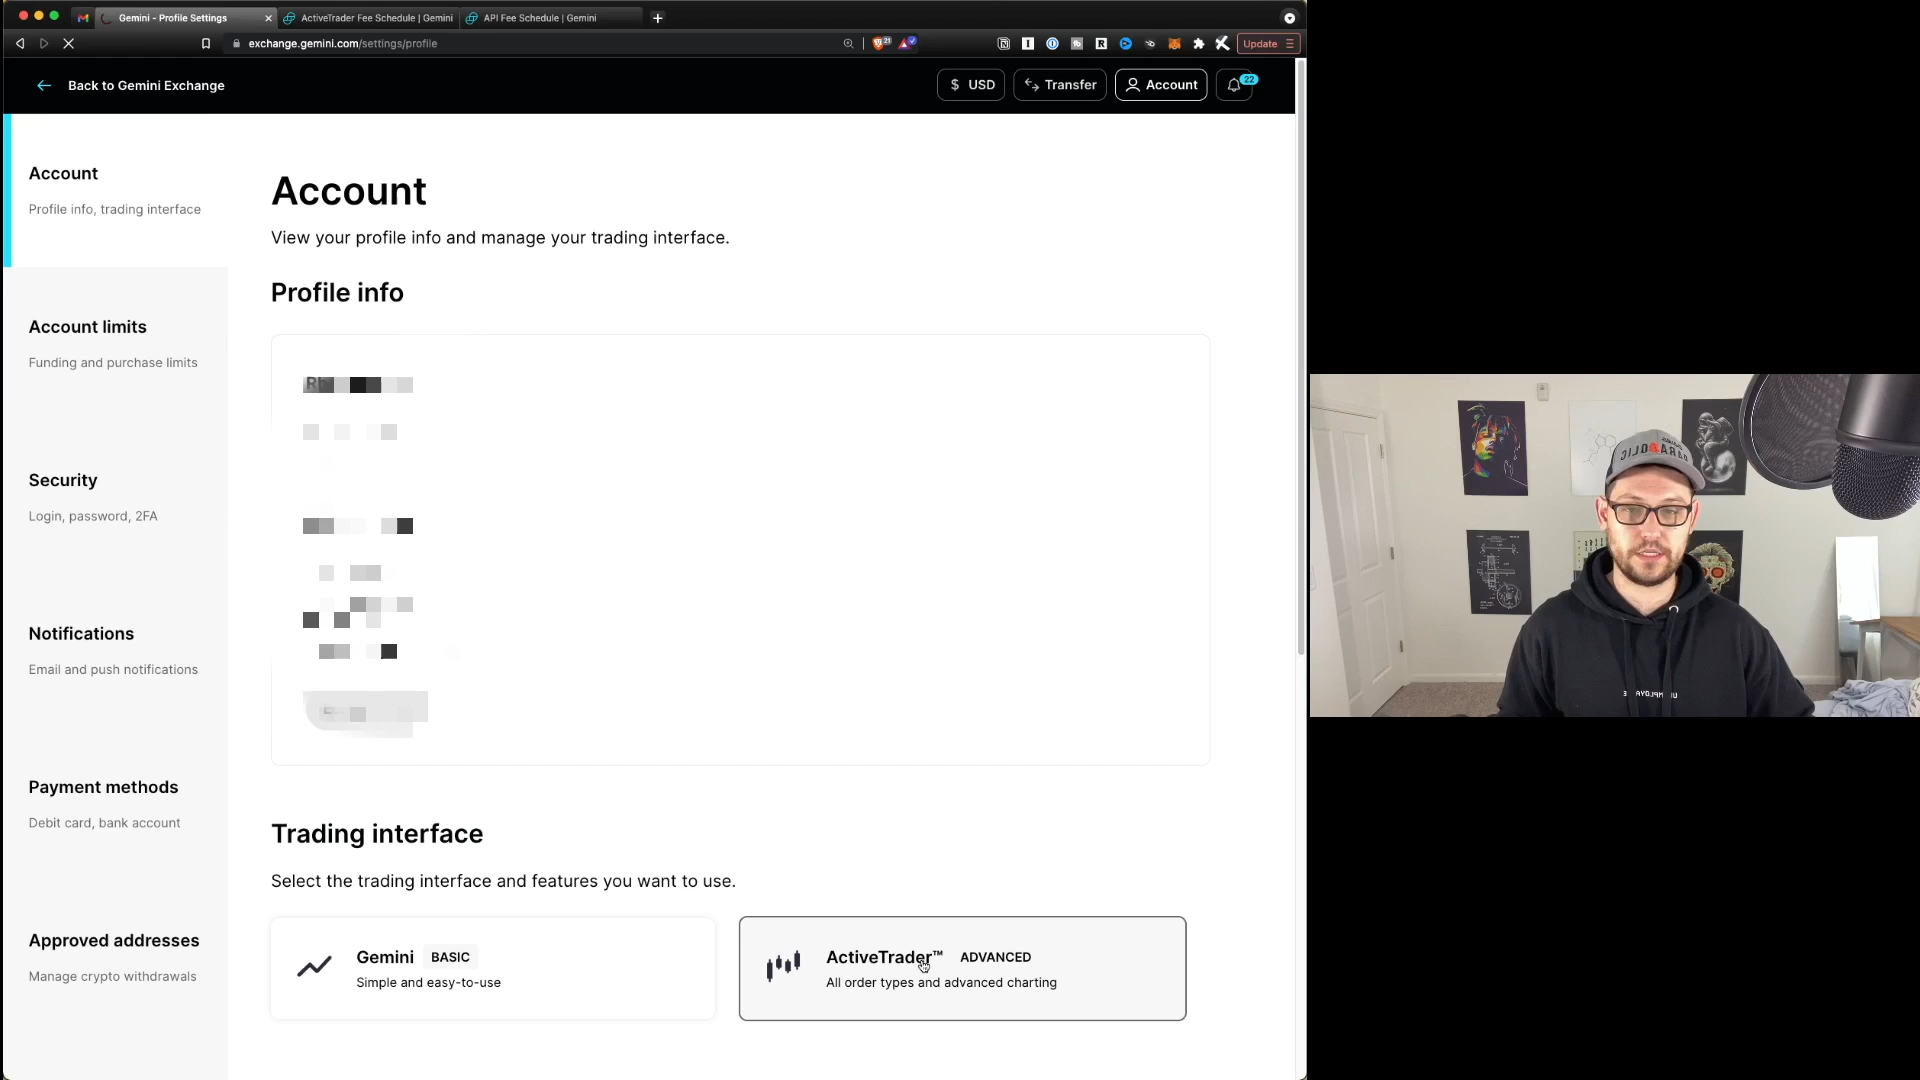 Gemini - Profile Settings
ActiveTrader Fee Schedule | Gemini
API Fee Schedule | Gemini
exchange.gemini.com/settings/profile
21
Update
Back to Gemini Exchange
$ USD
Transfer
Account
22
Account
Profile info, trading interface
Account limits
Funding and purchase limits
Security
Login, password, 2FA
Notifications
Email and push notifications
Payment methods
Debit card, bank account
Approved addresses
Manage crypto withdrawals
Account
View your profile info and manage your trading interface.
Profile info
Trading interface
Select the trading interface and features you want to use.
Gemini BASIC
Simple and easy-to-use
ActiveTrader™ ADVANCED
All order types and advanced charting